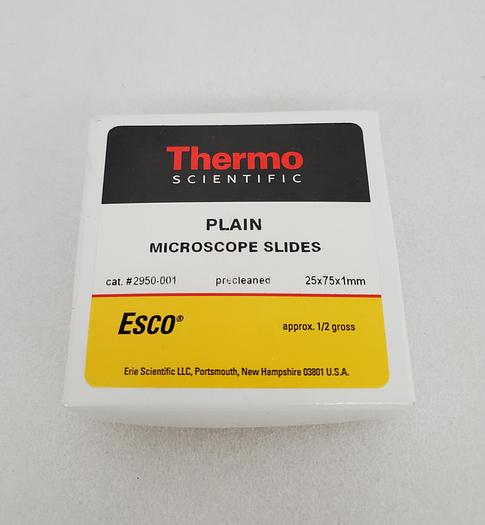 Thermo
SCIENTIFIC
PLAIN
MICROSCOPE SLIDES
cat. #2950-001 precleaned 25x75x1mm
ESCO® approx. 1/2 gross
Erie Scientific LLC, Portsmouth, New Hampshire 03801 U.S.A.